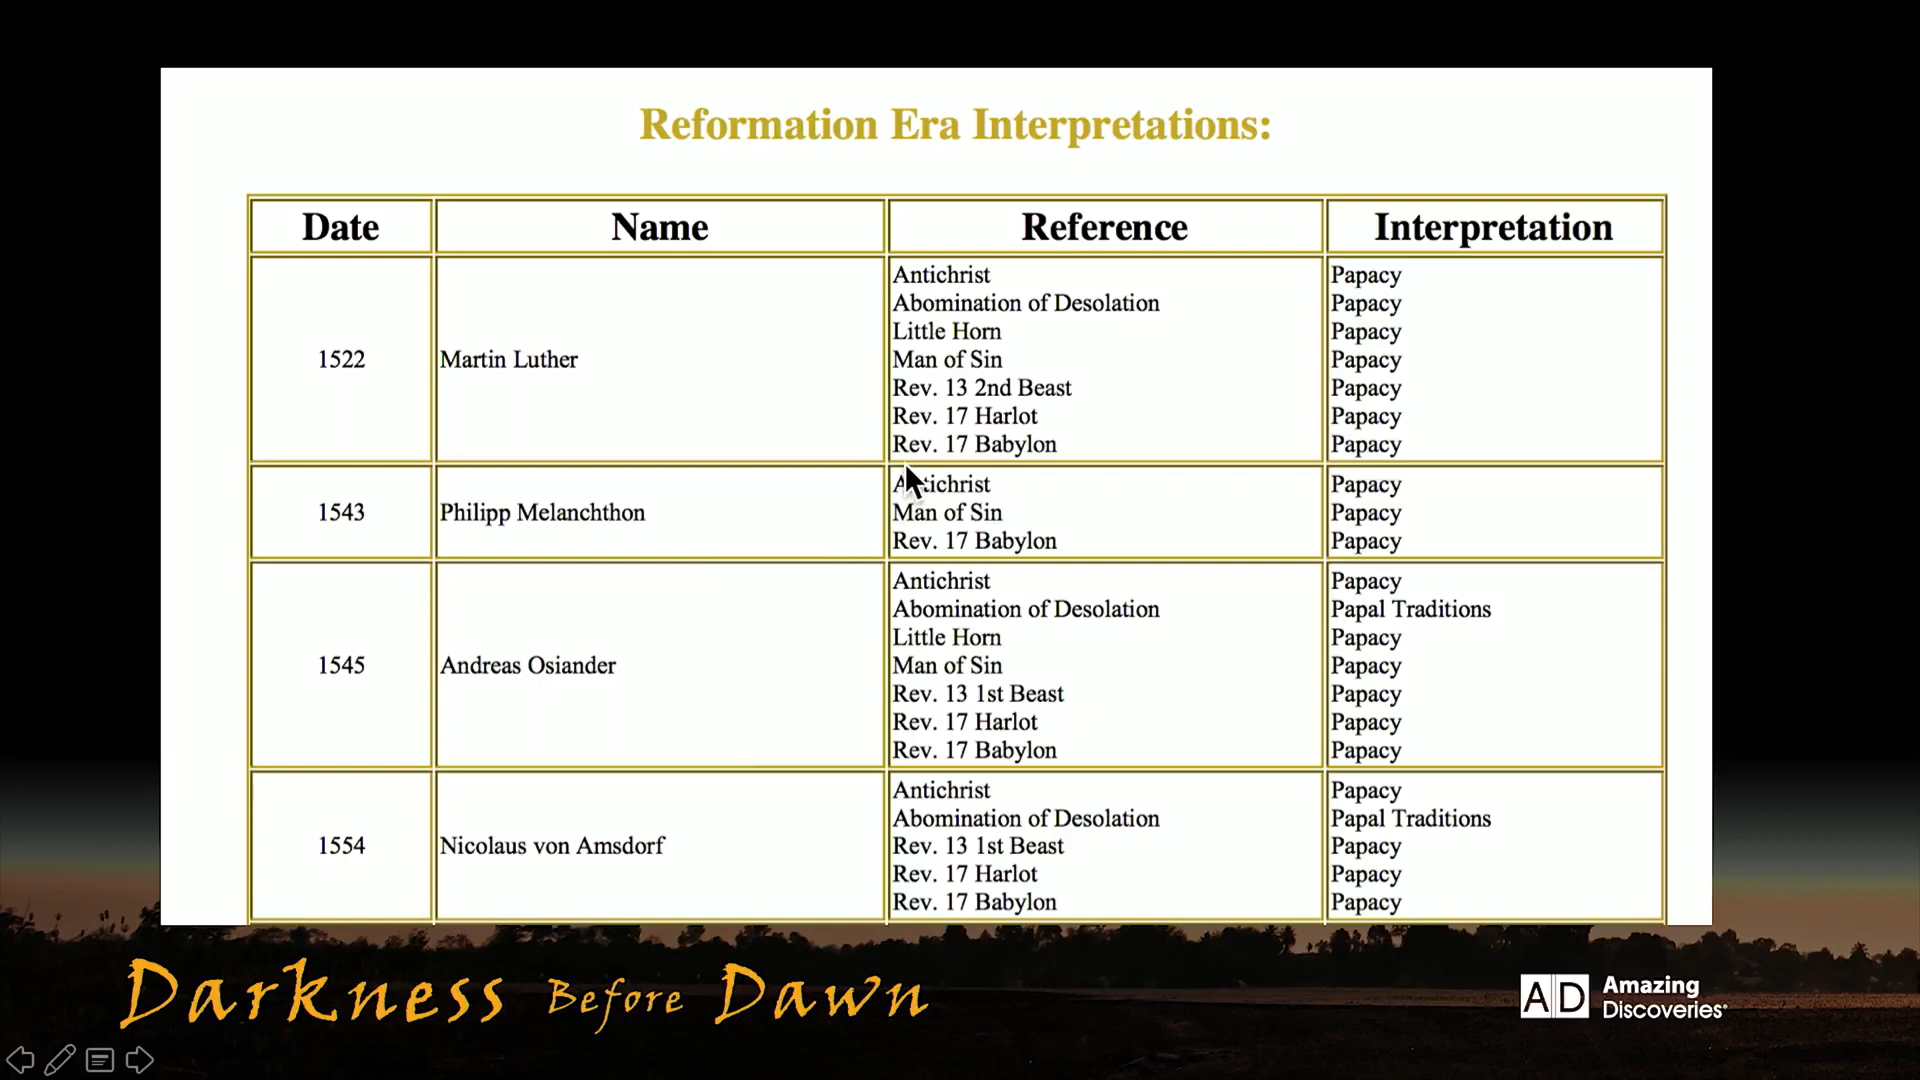 Reformation Era Interpretations:
Date Name Reference Interpretation
1522 Martin Luther
Antichrist Papacy
Abomination of Desolation Papacy
Little Horn Papacy
Man of Sin Papacy
Rev. 13 2nd Beast Papacy
Rev. 17 Harlot Papacy
Rev. 17 Babylon Papacy
1543 Philipp Melanchthon
Antichrist Papacy
Man of Sin Papacy
Rev. 17 Babylon Papacy
1545 Andreas Osiander
Antichrist Papacy
Abomination of Desolation Papal Traditions
Little Horn Papacy
Man of Sin Papacy
Rev. 13 1st Beast Papacy
Rev. 17 Harlot Papacy
Rev. 17 Babylon Papacy
1554 Nicolaus von Amsdorf
Antichrist Papacy
Abomination of Desolation Papal Traditions
Rev. 13 1st Beast Papacy
Rev. 17 Harlot Papacy
Rev. 17 Babylon Papacy
Darkness Before Dawn
AD Amazing
Discoveries